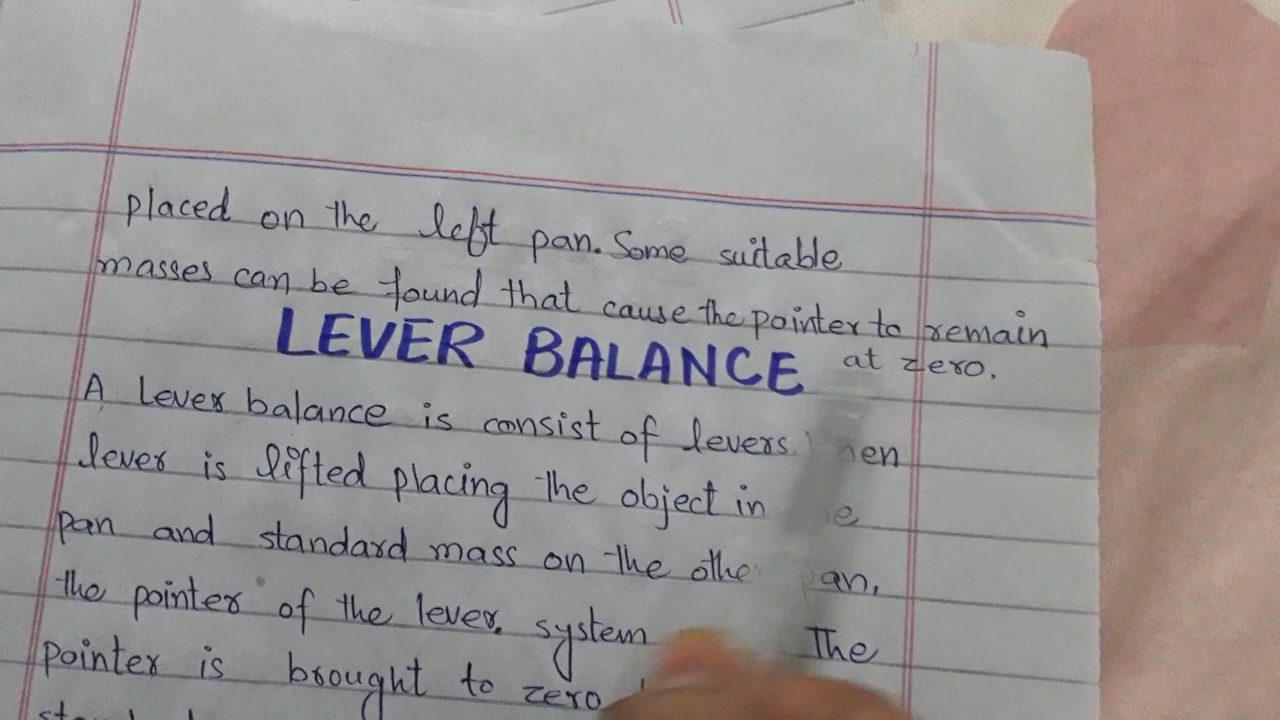 placed on the left pan. Some suitable
masses can be found that cause the pointer to remain
at zero.
LEVER BALANCE
A Lever balance is consist of levers.
lever is lifted placing the object in
pan and standard mass on the
the pointer of the lever system The
pointer is brought to zero